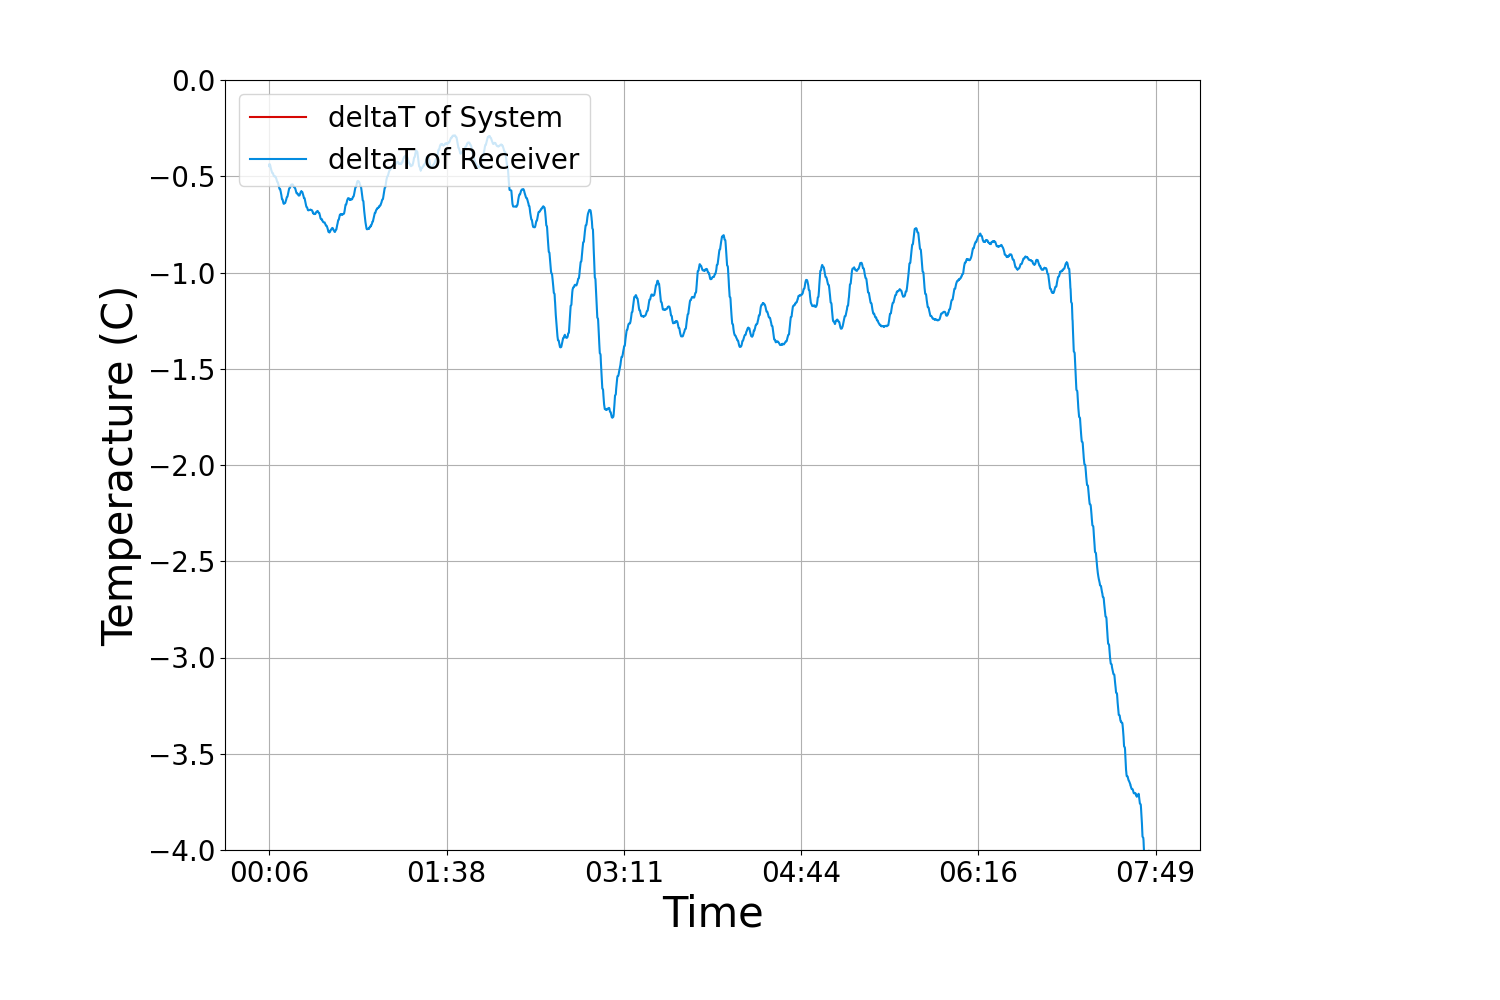 deltaT of System
deltaT of Receiver
0.0
−0.5
−1.0
−1.5
−2.0
−2.5
−3.0
−3.5
−4.0
Temperacture (C)
00:06 01:38 03:11 04:44 06:16 07:49
Time